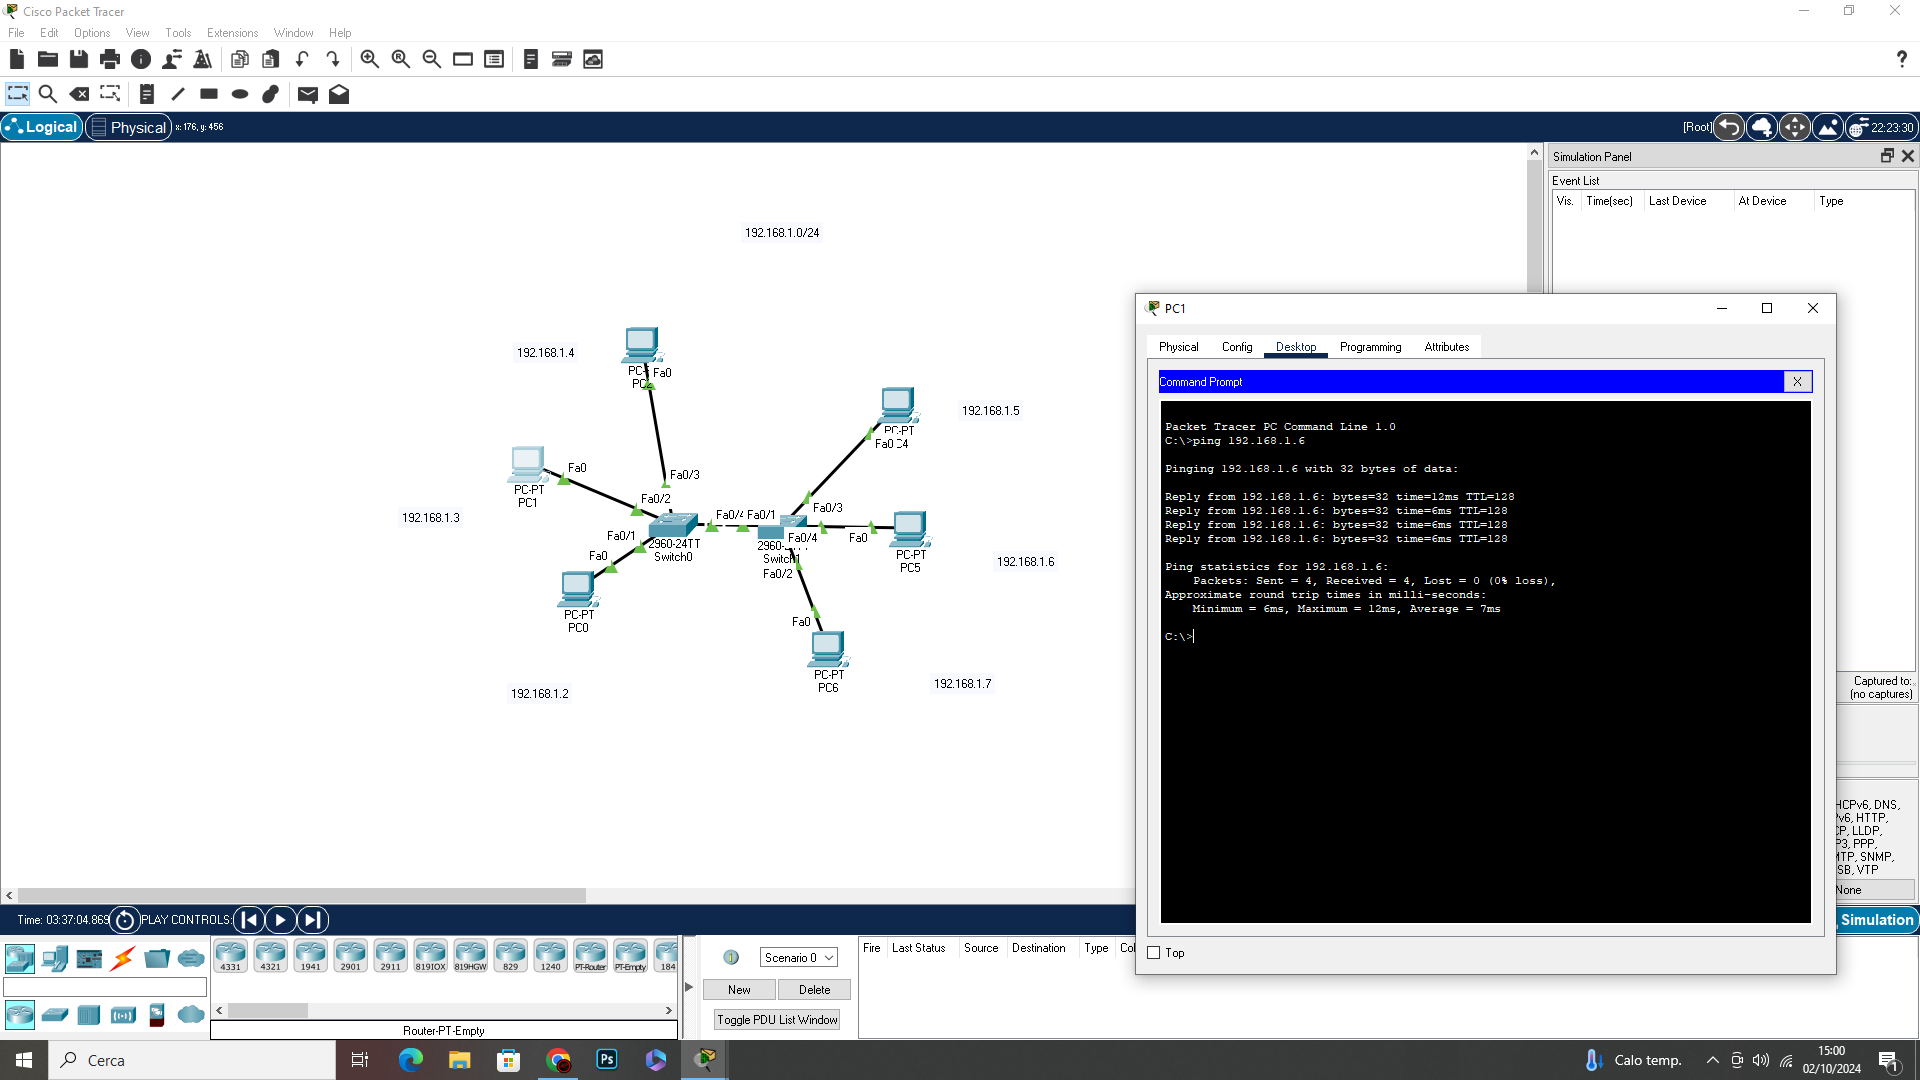 Cisco Packet Tracer
File Edit Options View Tools Extensions Window Help
Logical Physical x: 176, y: 456
[Root] 22:23:30
Simulation Panel
Event List
Vis. Time(sec) Last Device At Device Type
192.168.1.0/24
192.168.1.4
Fa0
192.168.1.5
PC-PT
Fa0 C4
Fa0
PC-PT
PC1
192.168.1.3
Fa0/3
Fa0/2
Fa0/1
Fa0/4 Fa0/1
Fa0/3
2960-24TT
Switch0
Fa0
PC-PT
PC0
192.168.1.2
2960-
Fa0/4
Fa0/2
Fa0
PC-PT
PC5
192.168.1.6
Fa0
PC-PT
PC6
192.168.1.7
PC1
Physical Config Desktop Programming Attributes
Command Prompt X
Packet Tracer PC Command Line 1.0
C:\>ping 192.168.1.6
Pinging 192.168.1.6 with 32 bytes of data:
Reply from 192.168.1.6: bytes=32 time=12ms TTL=128
Reply from 192.168.1.6: bytes=32 time=6ms TTL=128
Reply from 192.168.1.6: bytes=32 time=6ms TTL=128
Reply from 192.168.1.6: bytes=32 time=6ms TTL=128
Ping statistics for 192.168.1.6:
Packets: Sent = 4, Received = 4, Lost = 0 (0% loss),
Approximate round trip times in milli-seconds:
Minimum = 6ms, Maximum = 12ms, Average = 7ms
C:\>
Top
Captured to:
(no captures)
HCPv6, DNS,
v6, HTTP,
CP, LLDP,
P3, PPP,
MTP, SNMP,
SB, VTP
None
Simulation
Time: 03:37:04.869 PLAY CONTROLS:
4331 4321 1941 2901 2911 819IOX 819HGW 829 1240 PT-Router PT-Empty 184
Router-PT-Empty
Scenario 0
New Delete
Toggle PDU List Window
Fire Last Status Source Destination Type Col
Cerca
Ps
Calo temp.
15:00
02/10/2024
1